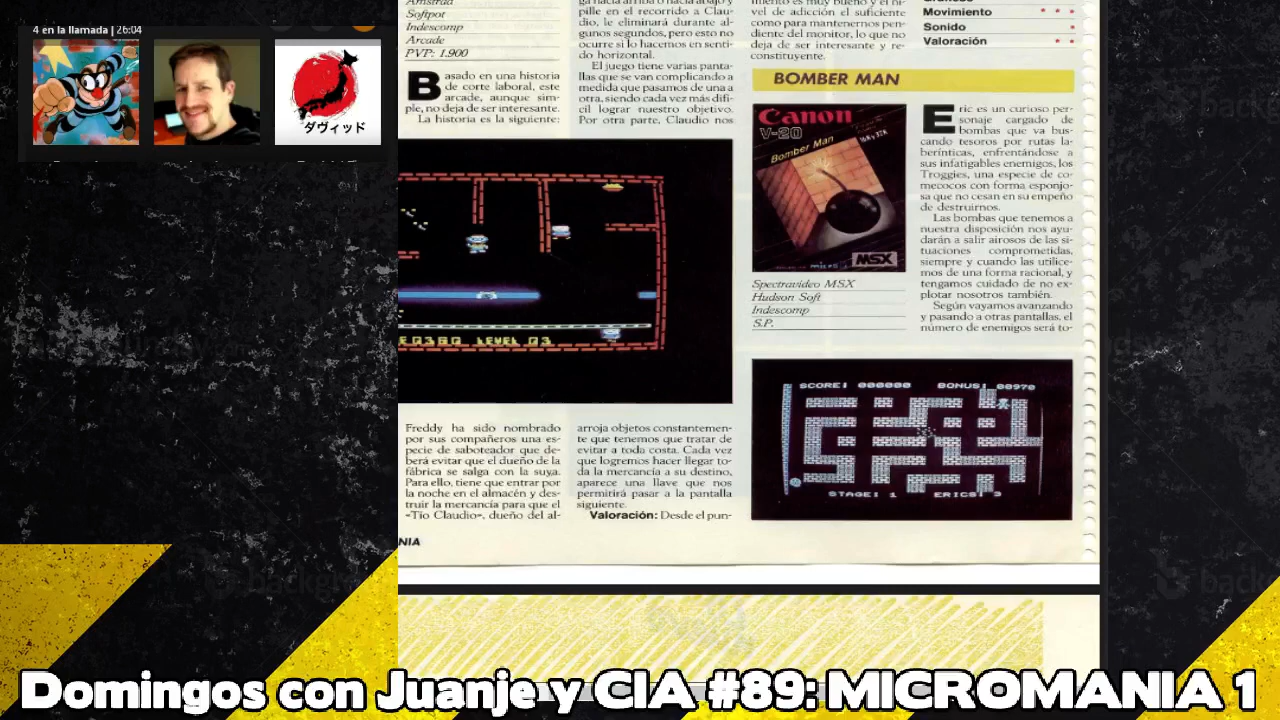 4 en la llamada | 26:04
ダヴィッド
Amstrad
Softpot
Indescomp
Arcade
PVP: 1.900
Basado en una historia
de corte laboral, este
arcade, aunque sim-
ple, no deja de ser interesante.
La historia es la siguiente:
ga hacia arriba o hacia abajo y
pille en el recorrido a Clau-
dio, le eliminará durante al-
gunos segundos, pero esto no
ocurre si lo hacemos en senti-
do horizontal.
El juego tiene varias panta-
llas que se van complicando a
medida que pasamos de una a
otra, siendo cada vez más difí-
cil lograr nuestro objetivo.
Por otra parte, Claudio nos
LEVEL 03
Freddy ha sido nombrado
por sus compañeros una es-
pecie de saboteador que de-
berá evitar que el dueño de la
fábrica se salga con la suya.
Para ello, tiene que entrar por
la noche en el almacén y des-
truir la mercancía para que el
«Tío Claudio», dueño del al-
arroja objetos constantemen-
te que tenemos que tratar de
evitar a toda costa. Cada vez
que logremos hacer llegar to-
da la mercancía a su destino,
aparece una llave que nos
permitirá pasar a la pantalla
siguiente.
Valoración: Desde el pun-
NIA
miento es muy bueno y el ni-
vel de adicción el suficiente
como para mantenernos pen-
diente del monitor, lo que no
deja de ser interesante y re-
constituyente.
Movimiento * * *
Sonido *
Valoración * *
BOMBER MAN
Canon
V-20
Bomber Man
MSX
Spectravideo MSX
Hudson Soft
Indescomp
S.P.
Eric es un curioso per-
sonaje cargado de
bombas que va bus-
cando tesoros por rutas la-
berínticas, enfrentándose a
sus infatigables enemigos, los
Troggies, una especie de co-
mecocos con forma esponjo-
sa que no cesan en su empeño
de destruirnos.
Las bombas que tenemos a
nuestra disposición nos ayu-
darán a salir airosos de las si-
tuaciones comprometidas,
siempre y cuando las utilice-
mos de una forma racional, y
tengamos cuidado de no ex-
plotar nosotros también.
Según vayamos avanzando
y pasando a otras pantallas, el
número de enemigos será to-
SCORE: 000000 BONUS: 00970
STAGE: 1 ERICS: 3
Domingos con Juanje y CIA #89: MICROMANIA 1